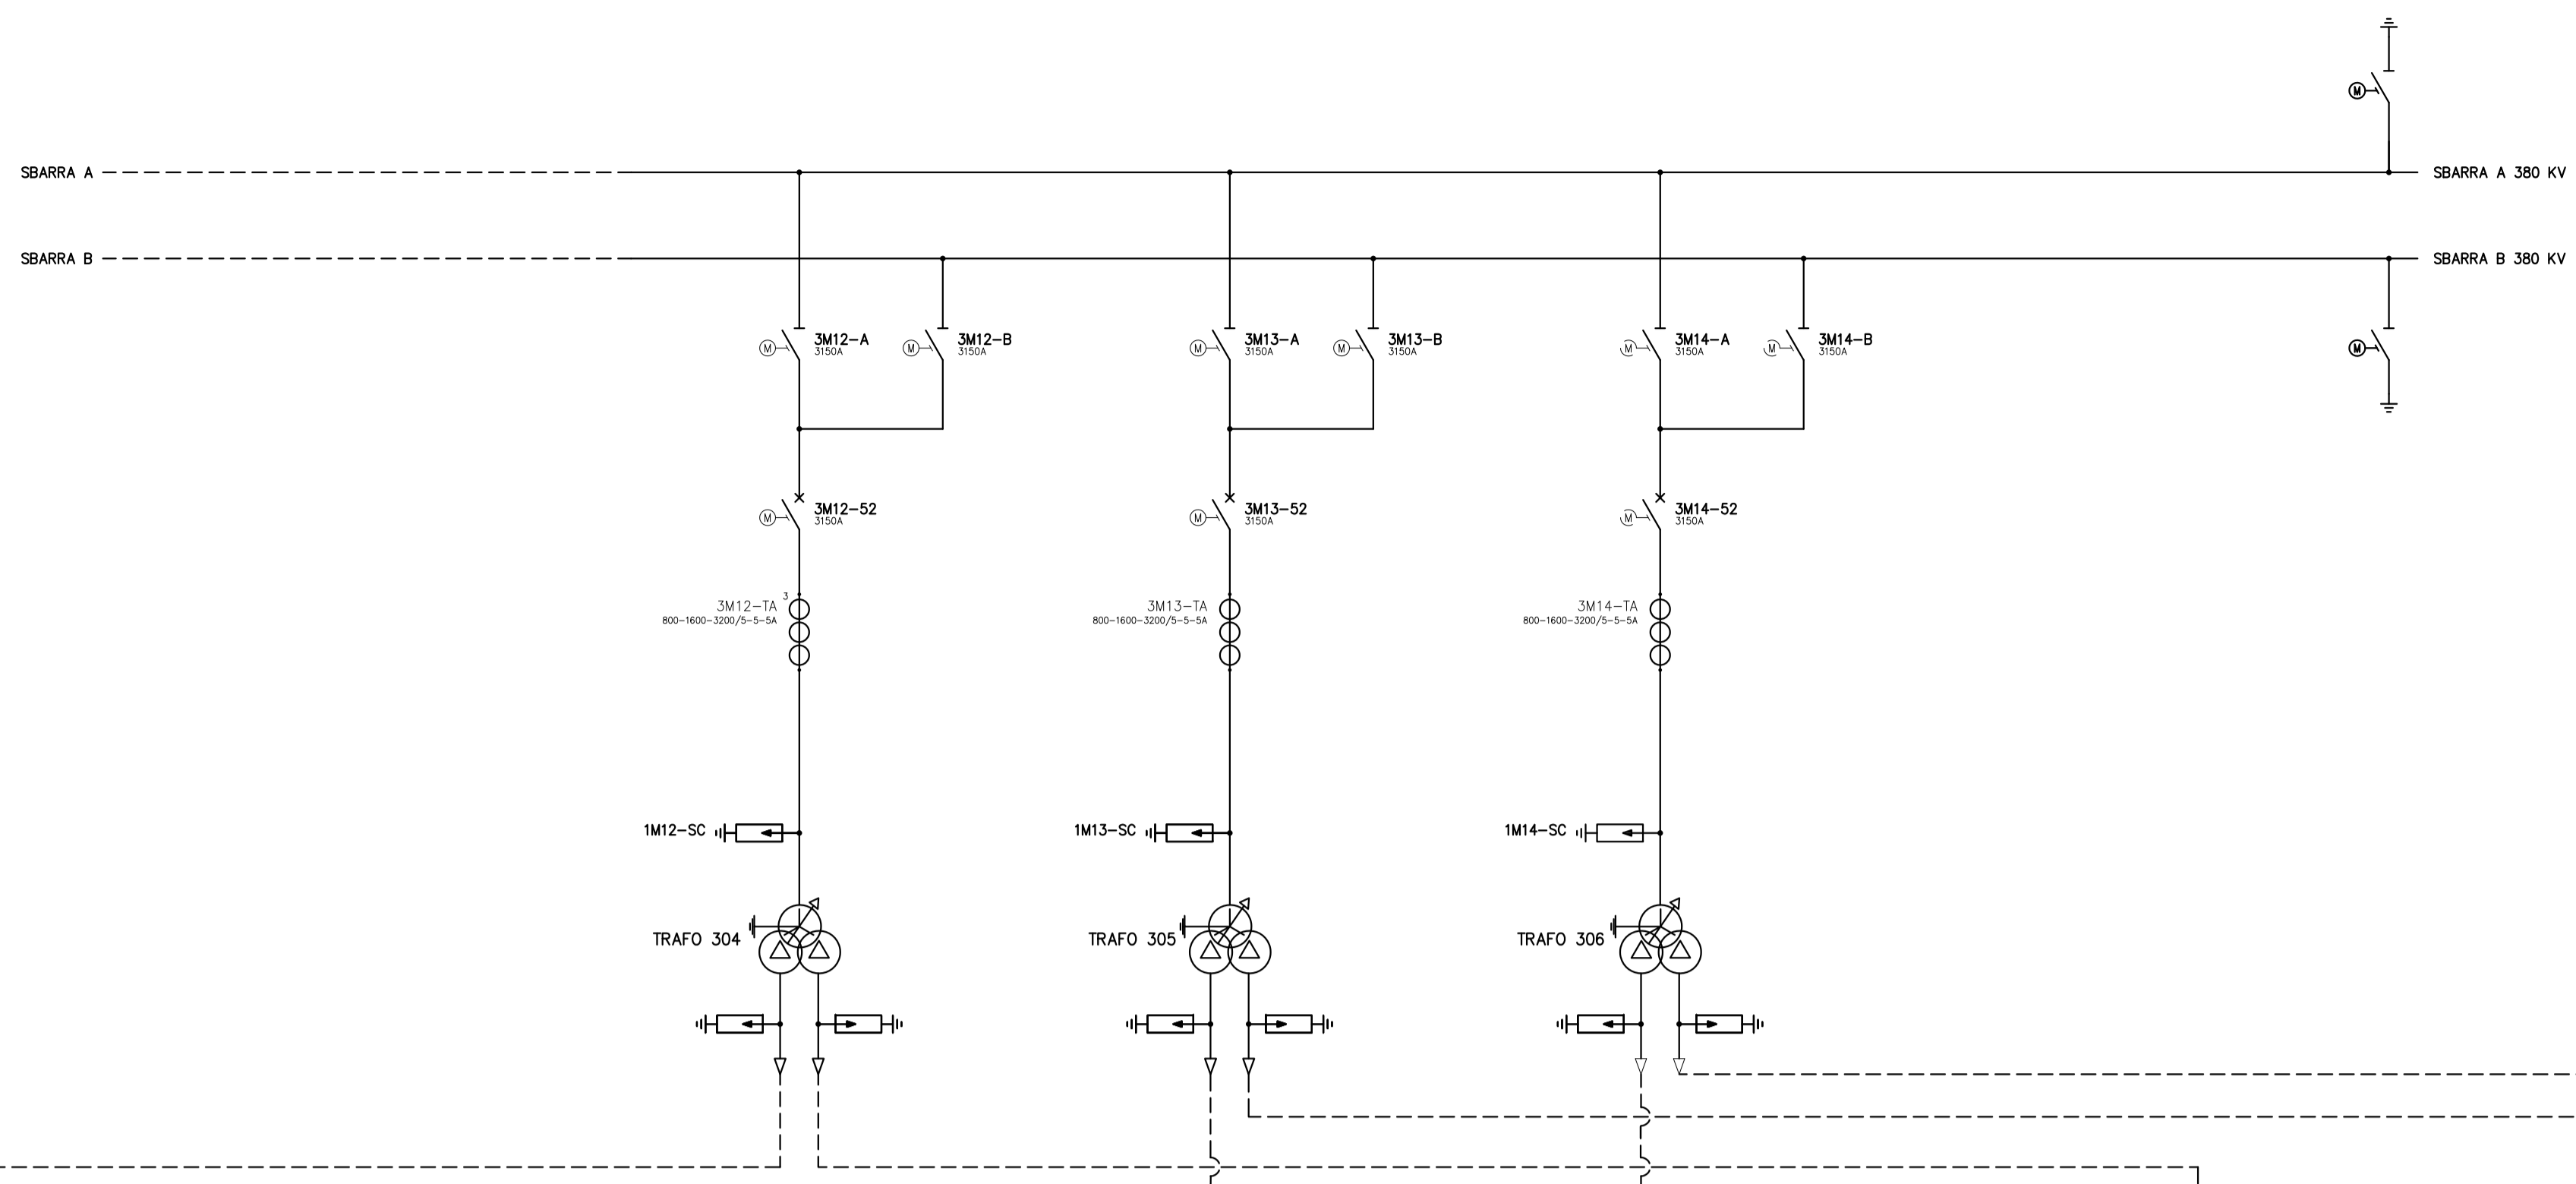 SBARRA A
SBARRA A 380 KV
SBARRA B
SBARRA B 380 KV
M
M
3M12-A
3150A
M
3M12-B
3150A
M
3M13-A
3150A
M
3M13-B
3150A
M
3M14-A
3150A
M
3M14-B
3150A
M
M
3M12-52
3150A
M
3M13-52
3150A
M
3M14-52
3150A
3M12-TA 3
800-1600-3200/5-5-5A
3M13-TA
800-1600-3200/5-5-5A
3M14-TA
800-1600-3200/5-5-5A
1M12-SC
1M13-SC
1M14-SC
TRAFO 304
TRAFO 305
TRAFO 306